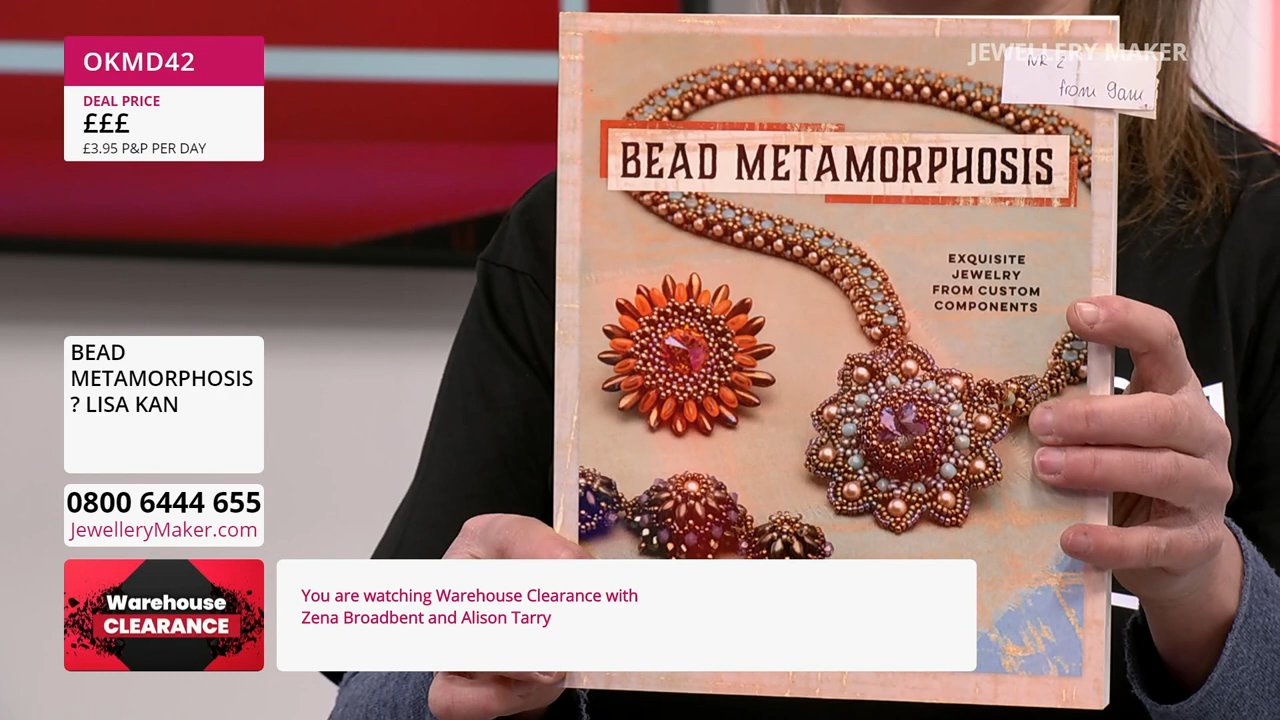 OKMD42
DEAL PRICE
£££
£3.95 P&P PER DAY
BEAD
METAMORPHOSIS
? LISA KAN
0800 6444 655
JewelleryMaker.com
Warehouse
CLEARANCE
You are watching Warehouse Clearance with
Zena Broadbent and Alison Tarry
JEWELLERY MAKER
from 9am
BEAD METAMORPHOSIS
EXQUISITE
JEWELRY
FROM CUSTOM
COMPONENTS